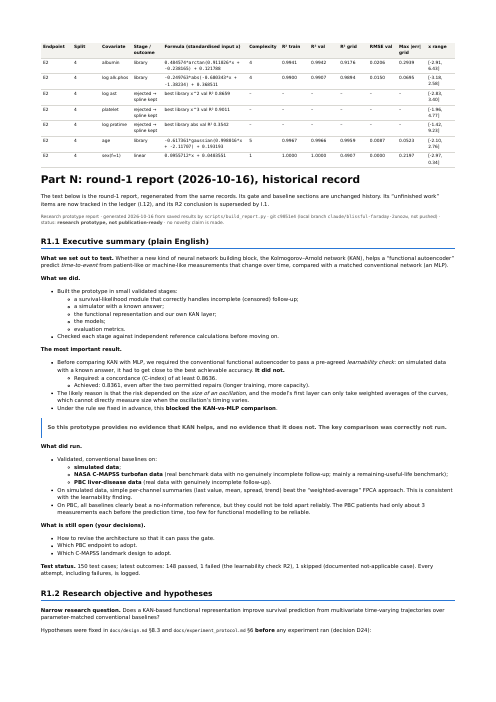 Endpoint Split Covariate Stage / outcome Formula (standardised input x) Complexity R² train R² val R² grid RMSE val Max |err| grid x range
E2 4 albumin library 0.404574*arctan(0.911826*x + -0.238165) + 0.121788 4 0.9941 0.9942 0.9176 0.0206 0.2939 [-2.91, 6.43]
E2 4 log alk.phos library -0.249763*abs(-0.680343*x + -1.30234) + 0.368511 4 0.9900 0.9907 0.9894 0.0150 0.0695 [-3.18, 2.58]
E2 4 log ast rejected → spline kept best library x^2 val R² 0.8659 – – – – – – [-2.83, 3.40]
E2 4 platelet rejected → spline kept best library x^3 val R² 0.9011 – – – – – – [-1.96, 4.77]
E2 4 log protime rejected → spline kept best library abs val R² 0.3542 – – – – – – [-1.42, 9.23]
E2 4 age library -0.617361*gaussian(0.998016*x + -2.11767) + 0.193193 5 0.9967 0.9966 0.9959 0.0087 0.0523 [-2.10, 2.76]
E2 4 sex(f=1) linear 0.0855712*x + 0.0403551 1 1.0000 1.0000 0.4907 0.0000 0.2197 [-2.97, 0.34]
Part N: round-1 report (2026-10-16), historical record
The text below is the round-1 report, regenerated from the same records. Its gate and baseline sections are unchanged history. Its "unfinished work"
items are now tracked in the ledger (I.12), and its R2 conclusion is superseded by I.1.
Research prototype report · generated 2026-10-16 from saved results by scripts/build_report.py · git
status: research prototype, not publication-ready · no novelty claim is made.
R1.1 Executive summary (plain English)
What we set out to test. Whether a new kind of neural network building block, the Kolmogorov–Arnold network (KAN), helps a "functional autoencoder"
predict time-to-event from patient-like or machine-like measurements that change over time, compared with a matched conventional network (an MLP).
What we did.
• Built the prototype in small validated stages:
○ a survival-likelihood module that correctly handles incomplete (censored) follow-up;
○ a simulator with a known answer;
○ the functional representation and our own KAN layer;
○ the models;
○ evaluation metrics.
• Checked each stage against independent reference calculations before moving on.
The most important result.
• Before comparing KAN with MLP, we required the conventional functional autoencoder to pass a pre-agreed learnability check: on simulated data
with a known answer, it had to get close to the best achievable accuracy. It did not.
○ Required: a concordance (C-index) of at least 0.8636.
○ Achieved: 0.8361, even after the two permitted repairs (longer training, more capacity).
• The likely reason is that the risk depended on the size of an oscillation, and the model's first layer can only take weighted averages of the curves,
which cannot directly measure size when the oscillation's timing varies.
• Under the rule we fixed in advance, this blocked the KAN-vs-MLP comparison.
So this prototype provides no evidence that KAN helps, and no evidence that it does not. The key comparison was correctly not run.
What did run.
• Validated, conventional baselines on:
○ simulated data;
○ NASA C-MAPSS turbofan data (real benchmark data with no genuinely incomplete follow-up; mainly a remaining-useful-life benchmark);
○ PBC liver-disease data (real data with genuinely incomplete follow-up).
• On simulated data, simple per-channel summaries (last value, mean, spread, trend) beat the "weighted-average" FPCA approach. This is consistent
with the learnability finding.
• On PBC, all baselines clearly beat a no-information reference, but they could not be told apart reliably. The PBC patients had only about 3
measurements each before the prediction time, too few for functional modelling to be reliable.
What is still open (your decisions).
• How to revise the architecture so that it can pass the gate.
• Which PBC endpoint to adopt.
• Which C-MAPSS landmark design to adopt.
Test status. 150 test cases; latest outcomes: 148 passed, 1 failed (the learnability check R2), 1 skipped (documented not-applicable case). Every
attempt, including failures, is logged.
R1.2 Research objective and hypotheses
Narrow research question. Does a KAN-based functional representation improve survival prediction from multivariate time-varying trajectories over
parameter-matched conventional baselines?
Hypotheses were fixed in docs/design.md §8.3 and docs/experiment_protocol.md §6 before any experiment ran (decision D24):